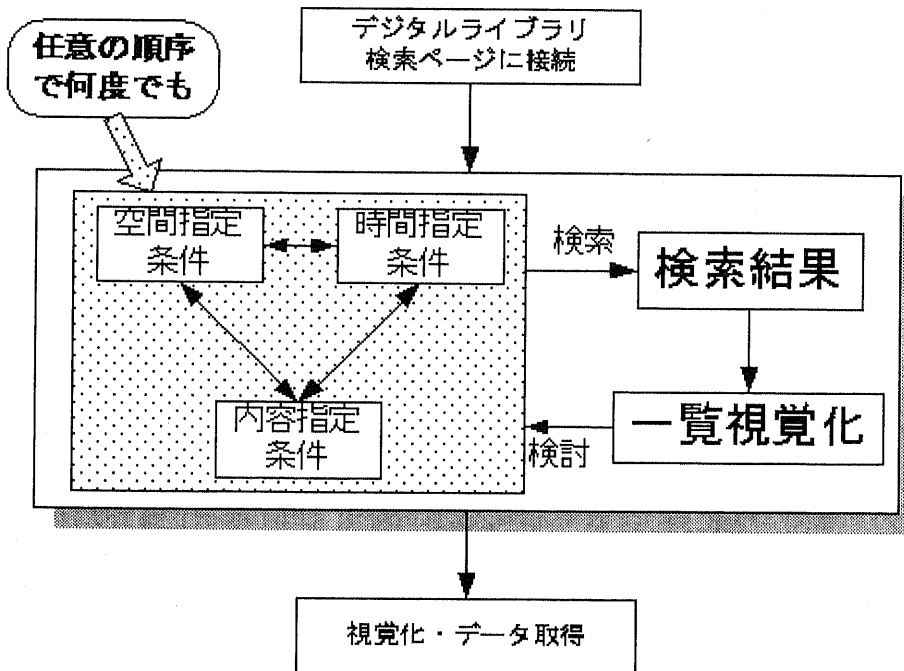 デジタルライブラリ
検索ページに接続
任意の順序
で何度でも
空間指定
条件
時間指定
条件
内容指定
条件
検索
検索結果
一覧視覚化
検討
視覚化・データ取得